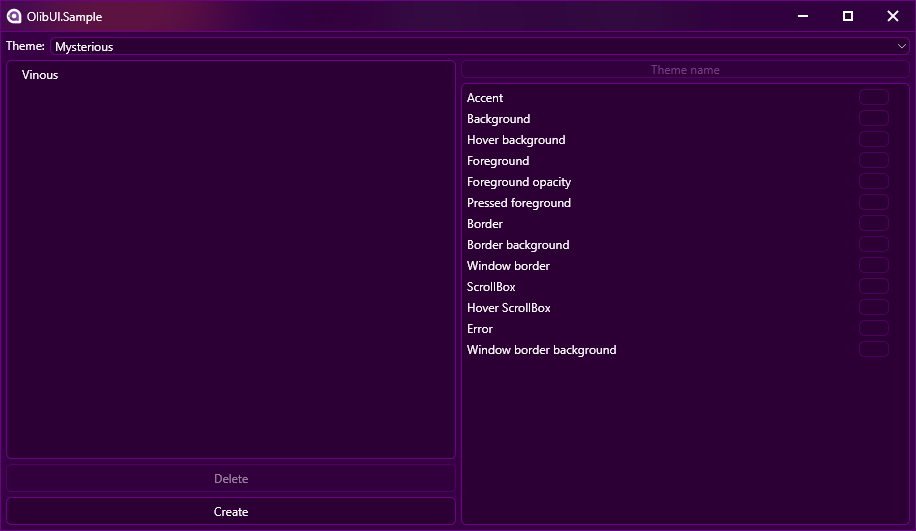 OlibUI.Sample
Theme: Mysterious
Vinous
Delete
Create
Theme name
Accent
Background
Hover background
Foreground
Foreground opacity
Pressed foreground
Border
Border background
Window border
ScrollBox
Hover ScrollBox
Error
Window border background